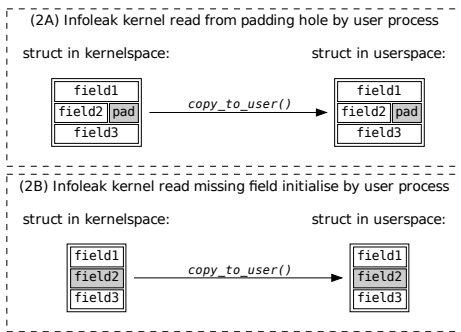 (2A) Infoleak kernel read from padding hole by user process
struct in kernelspace: struct in userspace:
field1 field1
field2 pad copy_to_user() field2 pad
field3 field3
(2B) Infoleak kernel read missing field initialise by user process
struct in kernelspace: struct in userspace:
field1 field1
field2 copy_to_user() field2
field3 field3